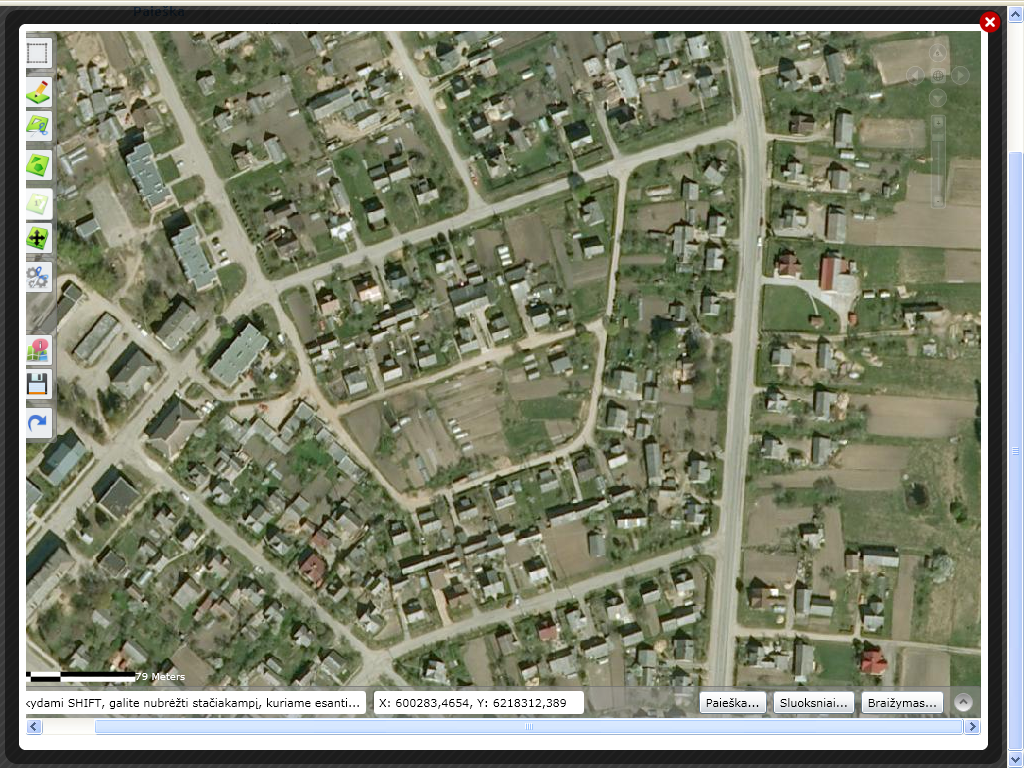 Paieška
79 Meters
kydami SHIFT, galite nubrėžti stačiakampį, kuriame esanti...
X: 600283,4654, Y: 6218312,389
Paieška...
Sluoksniai...
Braižymas...